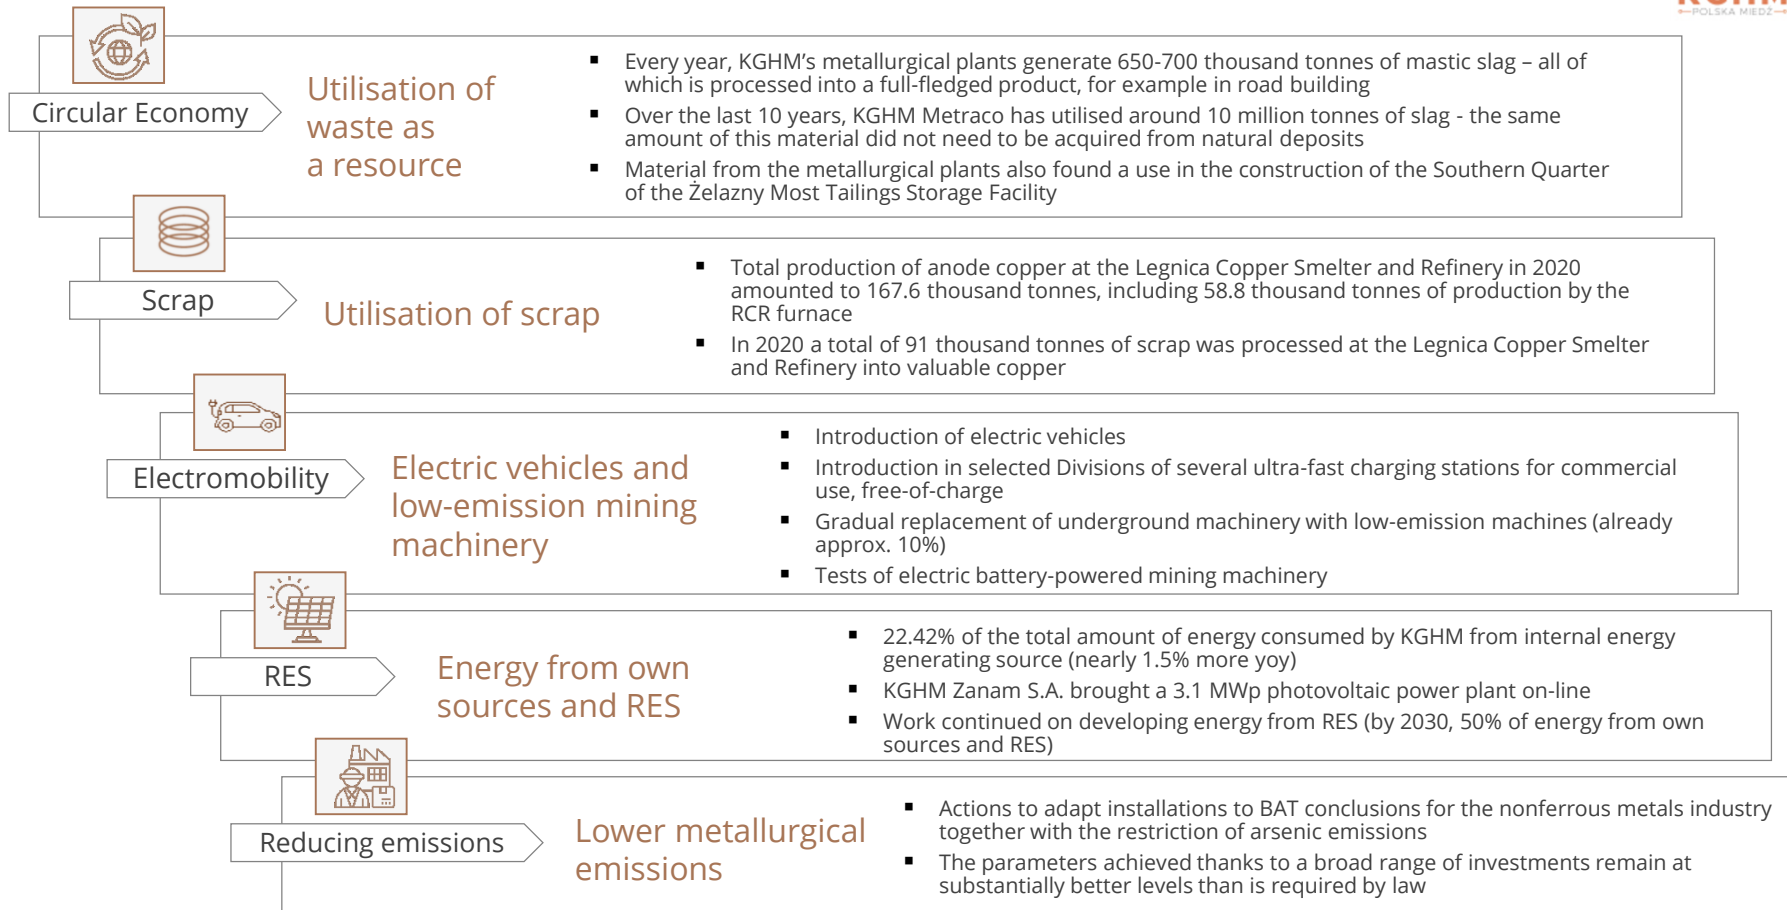 KGHM
POLSKA MIEDŹ
Circular Economy
Utilisation of
waste as
a resource
▪ Every year, KGHM’s metallurgical plants generate 650-700 thousand tonnes of mastic slag – all of
which is processed into a full-fledged product, for example in road building
▪ Over the last 10 years, KGHM Metraco has utilised around 10 million tonnes of slag - the same
amount of this material did not need to be acquired from natural deposits
▪ Material from the metallurgical plants also found a use in the construction of the Southern Quarter
of the Żelazny Most Tailings Storage Facility
Scrap
Utilisation of scrap
▪ Total production of anode copper at the Legnica Copper Smelter and Refinery in 2020
amounted to 167.6 thousand tonnes, including 58.8 thousand tonnes of production by the
RCR furnace
▪ In 2020 a total of 91 thousand tonnes of scrap was processed at the Legnica Copper Smelter
and Refinery into valuable copper
Electromobility
Electric vehicles and
low-emission mining
machinery
▪ Introduction of electric vehicles
▪ Introduction in selected Divisions of several ultra-fast charging stations for commercial
use, free-of-charge
▪ Gradual replacement of underground machinery with low-emission machines (already
approx. 10%)
▪ Tests of electric battery-powered mining machinery
RES
Energy from own
sources and RES
▪ 22.42% of the total amount of energy consumed by KGHM from internal energy
generating source (nearly 1.5% more yoy)
▪ KGHM Zanam S.A. brought a 3.1 MWp photovoltaic power plant on-line
▪ Work continued on developing energy from RES (by 2030, 50% of energy from own
sources and RES)
Reducing emissions
Lower metallurgical
emissions
▪ Actions to adapt installations to BAT conclusions for the nonferrous metals industry
together with the restriction of arsenic emissions
▪ The parameters achieved thanks to a broad range of investments remain at
substantially better levels than is required by law